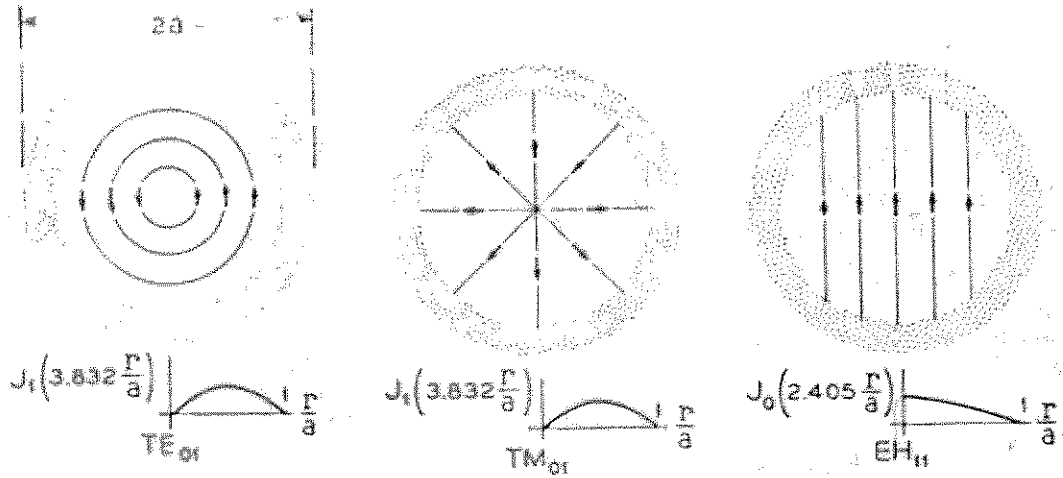 2a
J₁(3.832 r/a)
1
r/a
TE₀₁
J₁(3.832 r/a)
1
r/a
TM₀₁
J₀(2.405 r/a)
1
r/a
EH₁₁